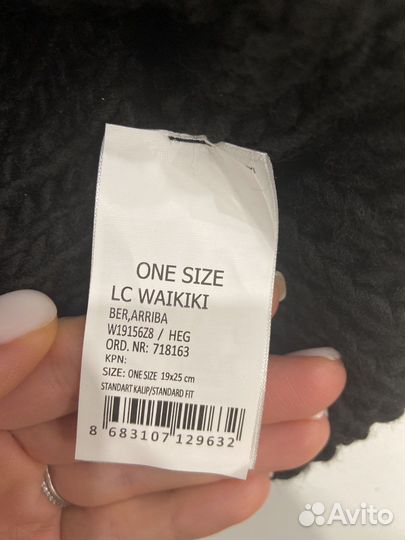 ONE SIZE
LC WAIKIKI
BER,ARRIBA
W19156Z8 / HEG
ORD. NR: 718163
KPN:
SIZE: ONE SIZE 19x25 cm
STANDART KALIP/STANDARD FIT
8 683107 129632
Avito